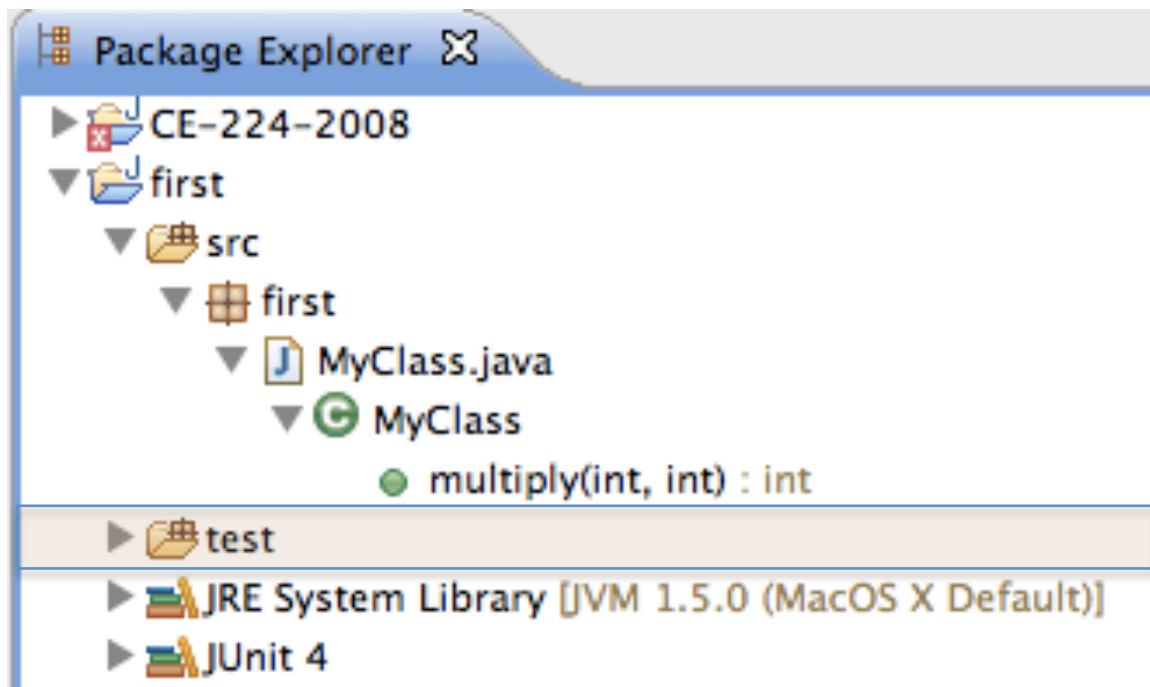 Package Explorer
CE-224-2008
first
src
first
MyClass.java
MyClass
multiply(int, int) : int
test
JRE System Library [JVM 1.5.0 (MacOS X Default)]
JUnit 4